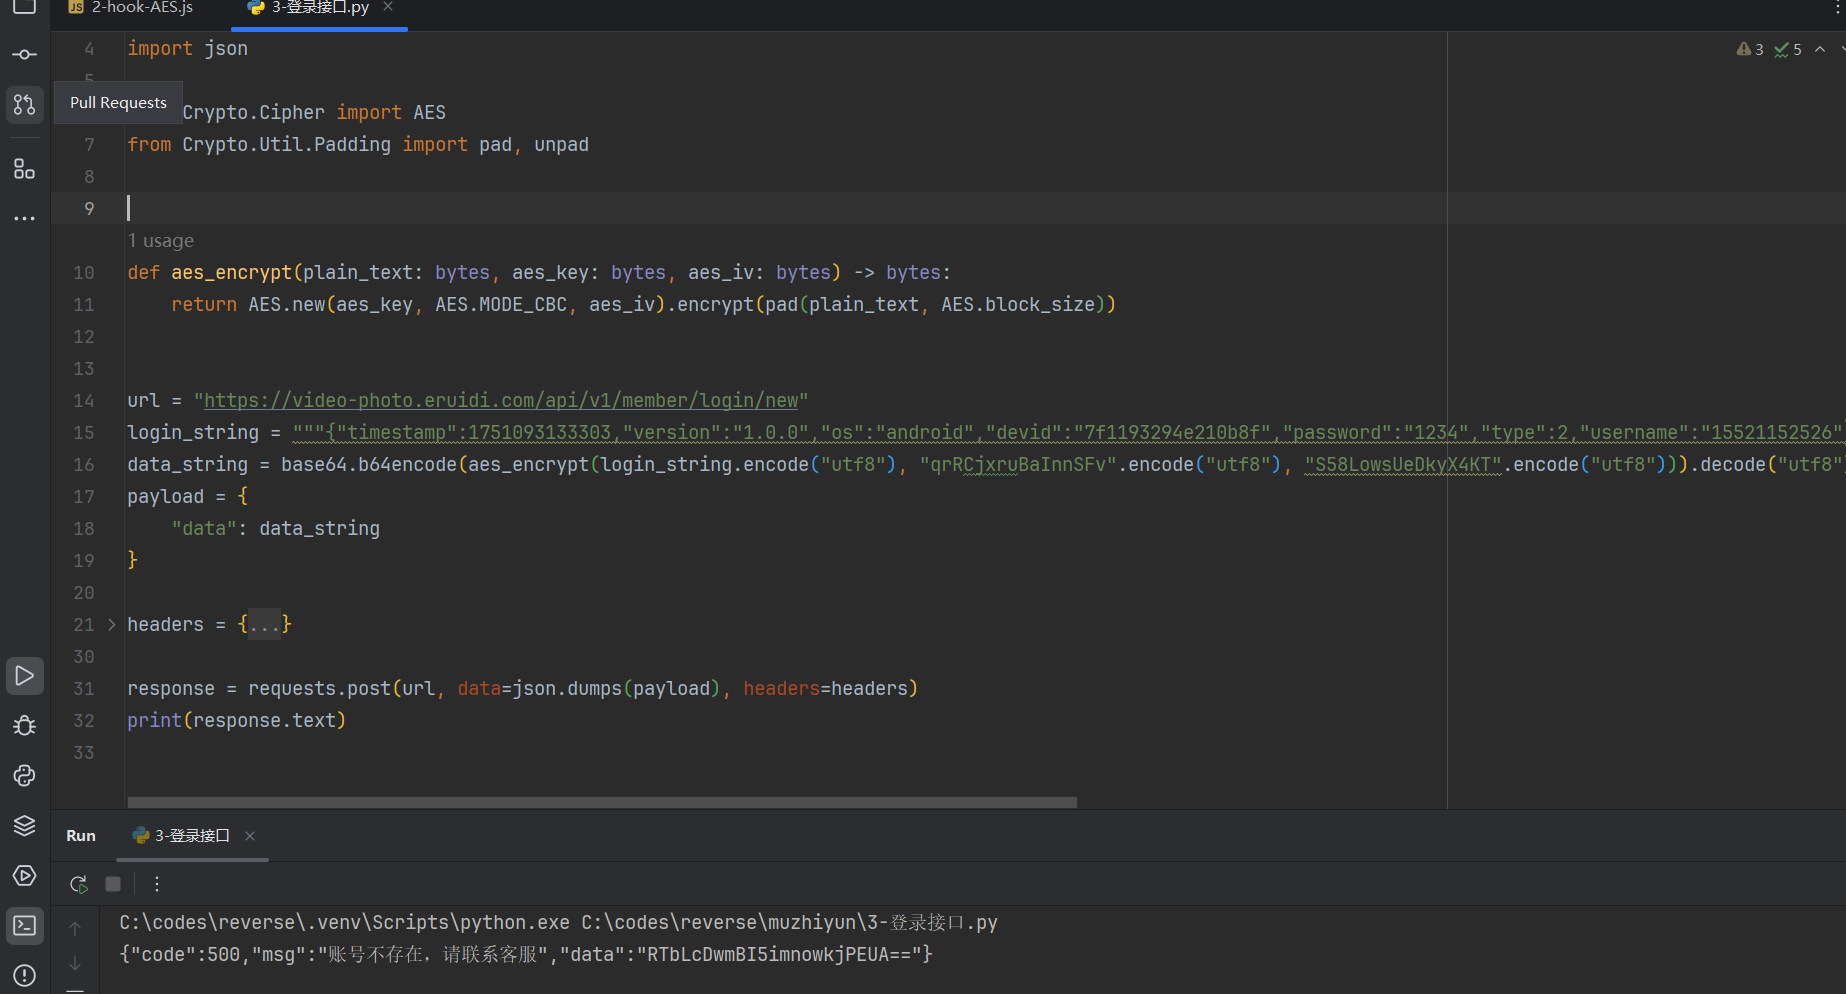 2-hook-AES.js
3-登录接口.py
4 import json
3 5
5
Pull Requests
Crypto.Cipher import AES
7 from Crypto.Util.Padding import pad, unpad
8
9
1 usage
10 def aes_encrypt(plain_text: bytes, aes_key: bytes, aes_iv: bytes) -> bytes:
11 return AES.new(aes_key, AES.MODE_CBC, aes_iv).encrypt(pad(plain_text, AES.block_size))
12
13
14 url = "https://video-photo.eruidi.com/api/v1/member/login/new"
15 login_string = """{"timestamp":1751093133303,"version":"1.0.0","os":"android","devid":"7f1193294e210b8f","password":"1234","type":2,"username":"15521152526"
16 data_string = base64.b64encode(aes_encrypt(login_string.encode("utf8"), "qrRCjxruBaInnSFv".encode("utf8"), "S58LowsUeDkyX4KT".encode("utf8"))).decode("utf8"
17 payload = {
18 "data": data_string
19 }
20
21 headers = {...}
30
31 response = requests.post(url, data=json.dumps(payload), headers=headers)
32 print(response.text)
33
Run
3-登录接口
C:\codes\reverse\.venv\Scripts\python.exe C:\codes\reverse\muzhiyun\3-登录接口.py
{"code":500,"msg":"账号不存在，请联系客服","data":"RTbLcDwmBI5imnowkjPEUA=="}